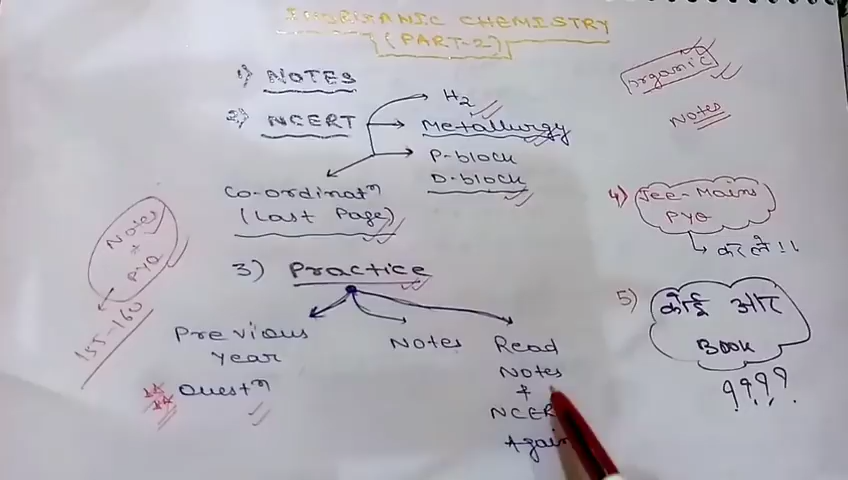 INORGANIC CHEMISTRY
(PART-2)
1) NOTES
2) NCERT
H2
Metallurgy
P-block
D-block
Co-ordinatⁿ
(Last Page)
3) Practice
Previous
Year
Questⁿ
Notes
Read
Notes
+
NCER
Again
Notes
+
PYQ
155-160
Organic
Notes
4) Jee-Mains
PYQ
कर ले !!
5) कोई और
Book
????